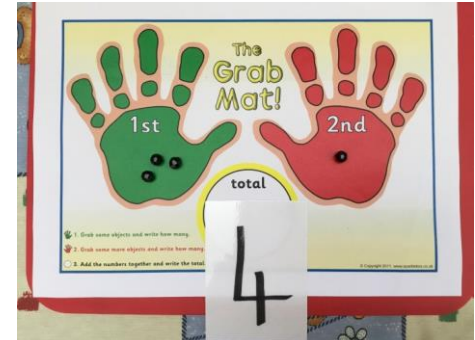 The
Grab
Mat!
1st
2nd
total
1. Grab some objects and write how many.
2. Grab some more objects and write how many.
3. Add the numbers together and write the total.
4